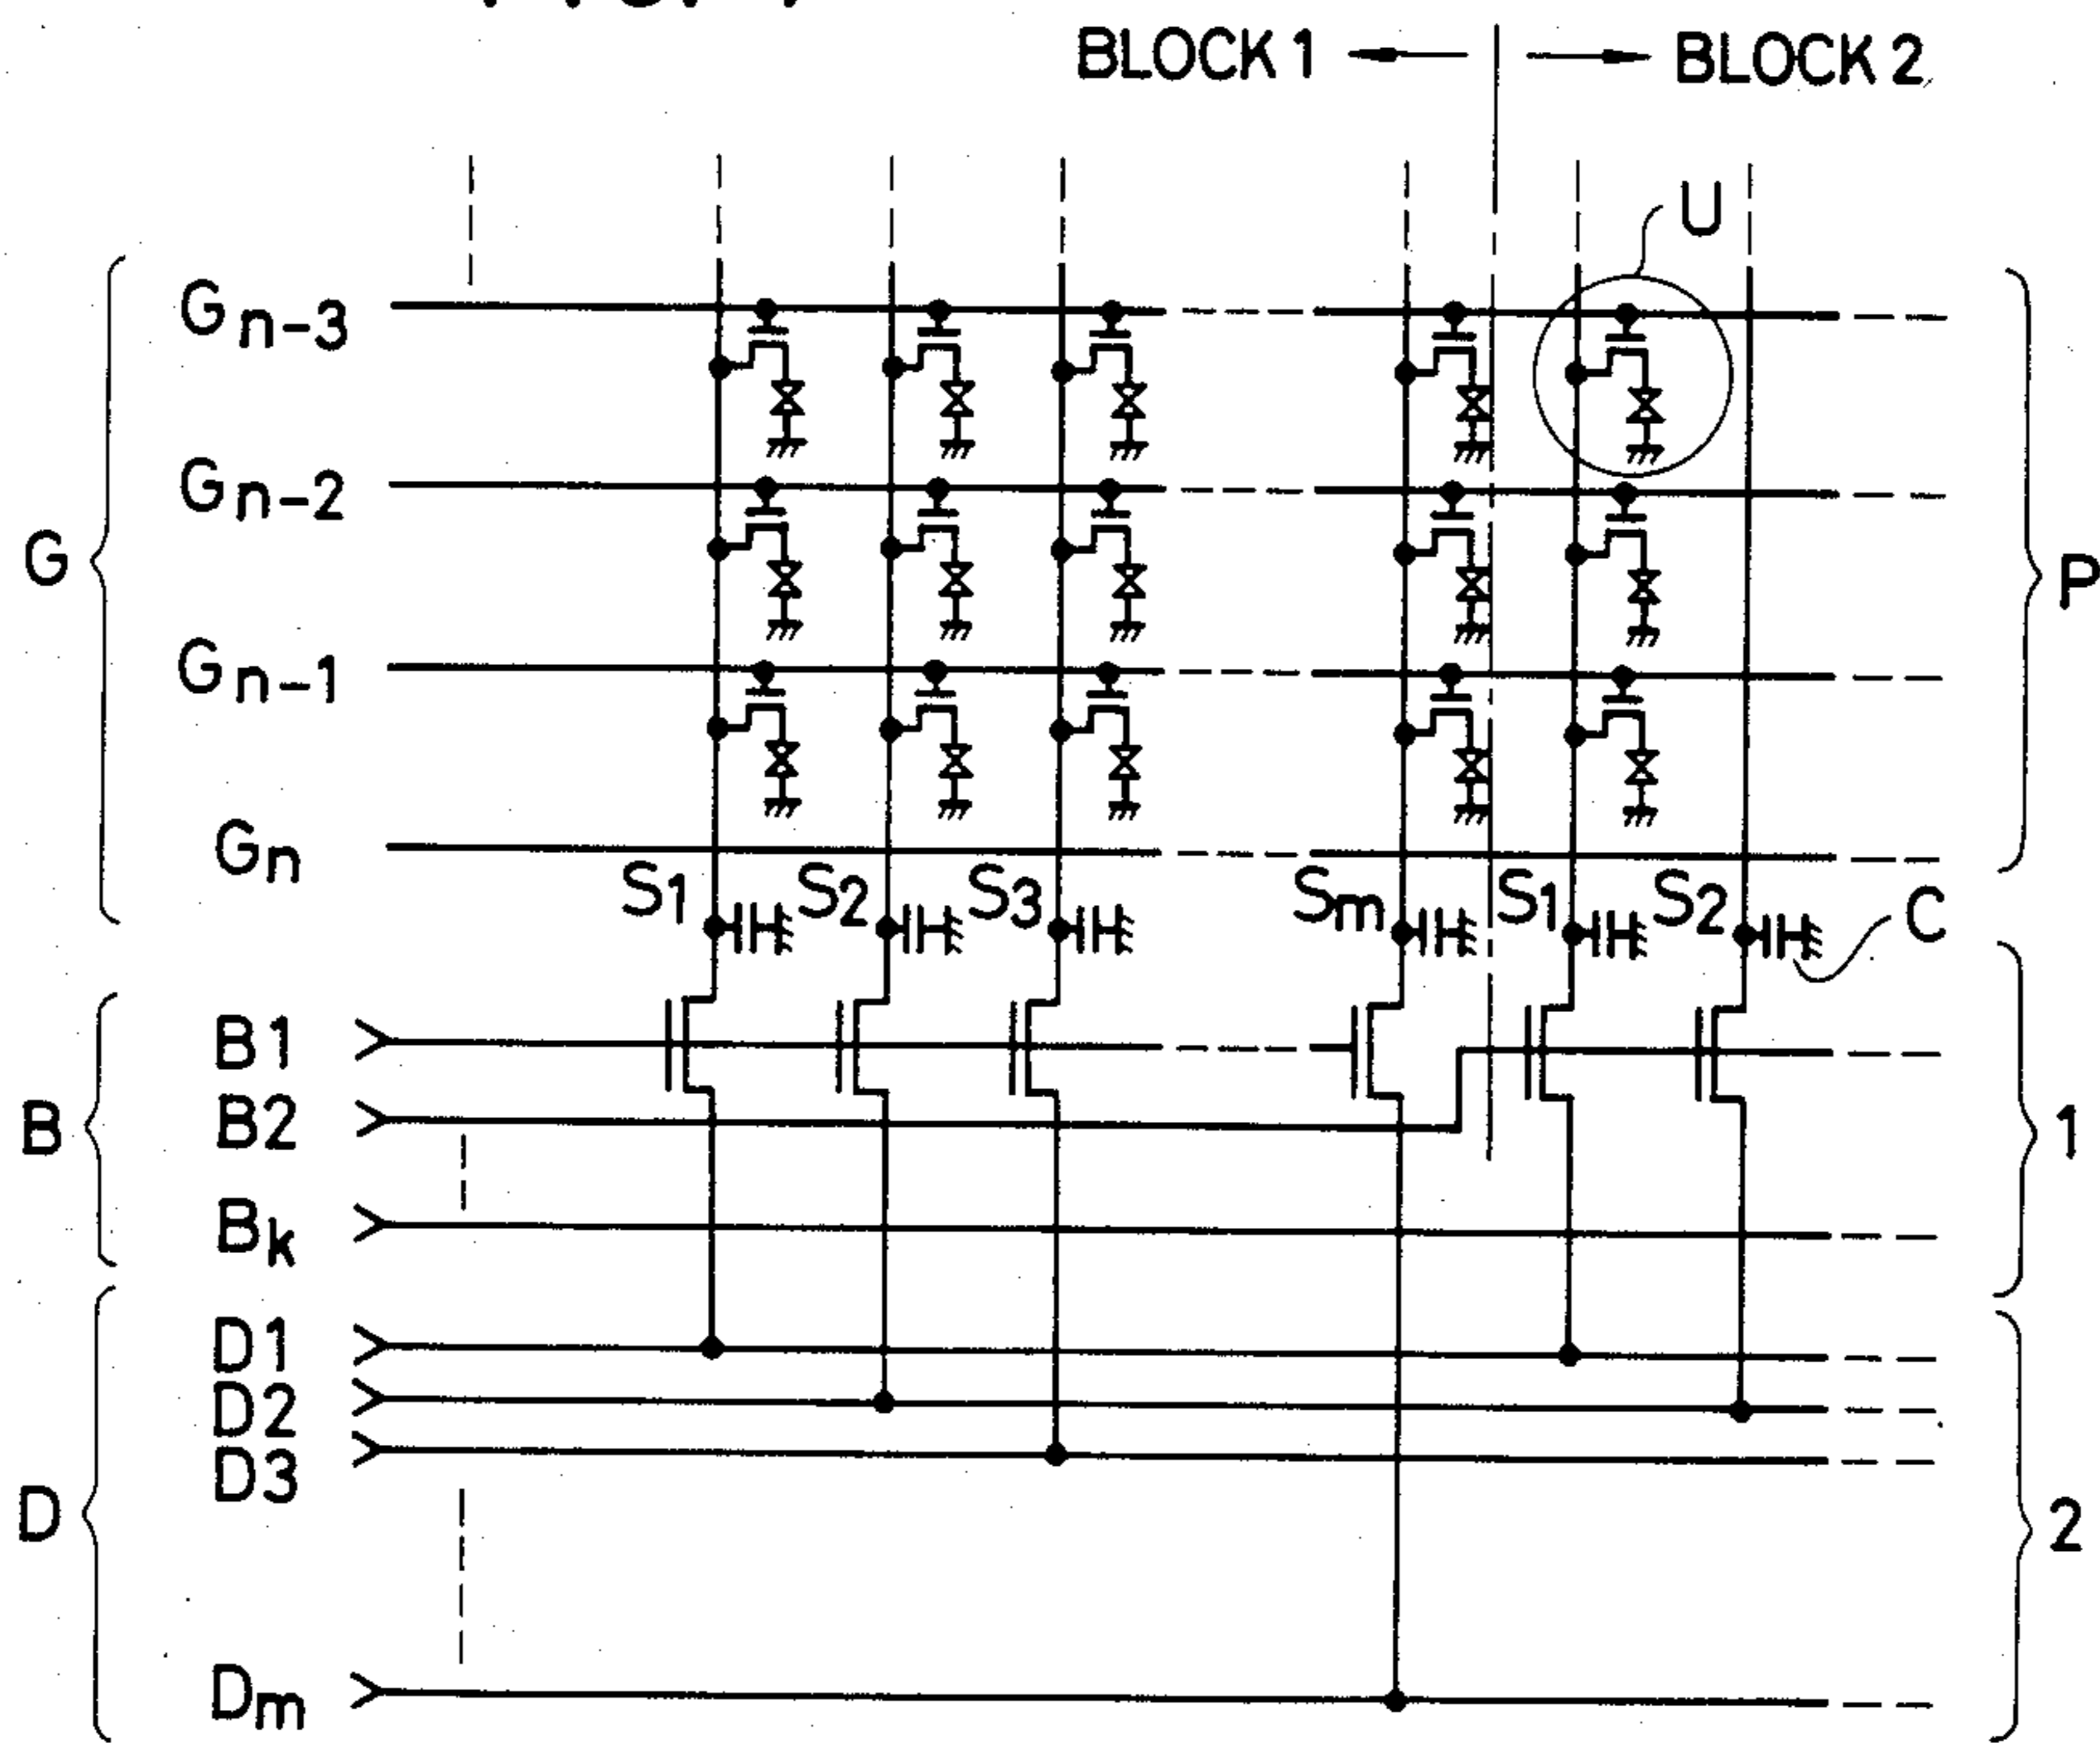 BLOCK 1 BLOCK 2
U
Gn-3
Gn-2
G
P
Gn-1
Gn
S1 S2 S3 Sm S1 S2 C
B1
B
B2
1
Bk
D1
D2
D3
D
2
Dm